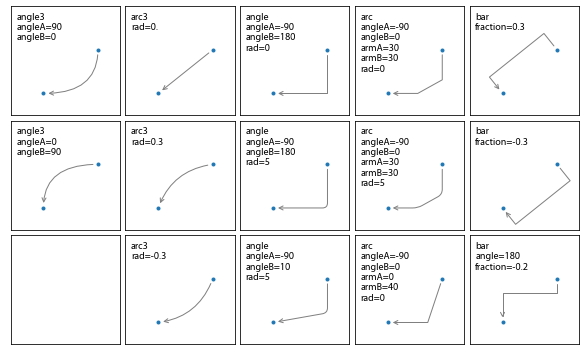 angle3
angleA=90
angleB=0
arc3
rad=0.
angle
angleA=-90
angleB=180
rad=0
arc
angleA=-90
angleB=0
armA=30
armB=30
rad=0
bar
fraction=0.3
angle3
angleA=0
angleB=90
arc3
rad=0.3
angle
angleA=-90
angleB=180
rad=5
arc
angleA=-90
angleB=0
armA=30
armB=30
rad=5
bar
fraction=-0.3
arc3
rad=-0.3
angle
angleA=-90
angleB=10
rad=5
arc
angleA=-90
angleB=0
armA=0
armB=40
rad=0
bar
angle=180
fraction=-0.2